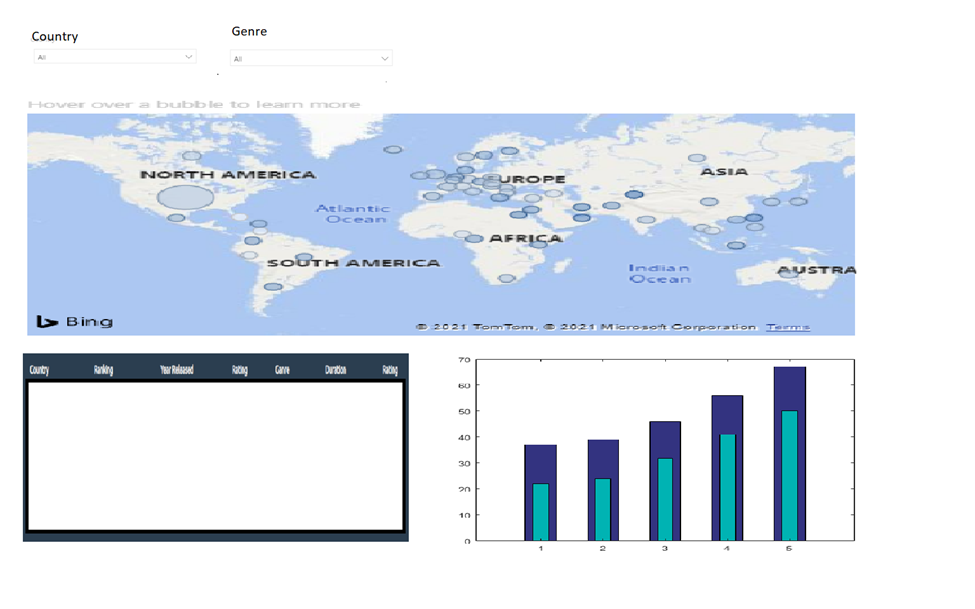 Country
Genre
All
All
Hover over a bubble to learn more
NORTH AMERICA
EUROPE
ASIA
Atlantic
Ocean
AFRICA
SOUTH AMERICA
Indian
Ocean
AUSTRA
Bing
© 2021 TomTom, © 2021 Microsoft Corporation Terms
Country Ranking Year Released Rating Genre Duration Rating
70
60
50
40
30
20
10
0
1 2 3 4 5